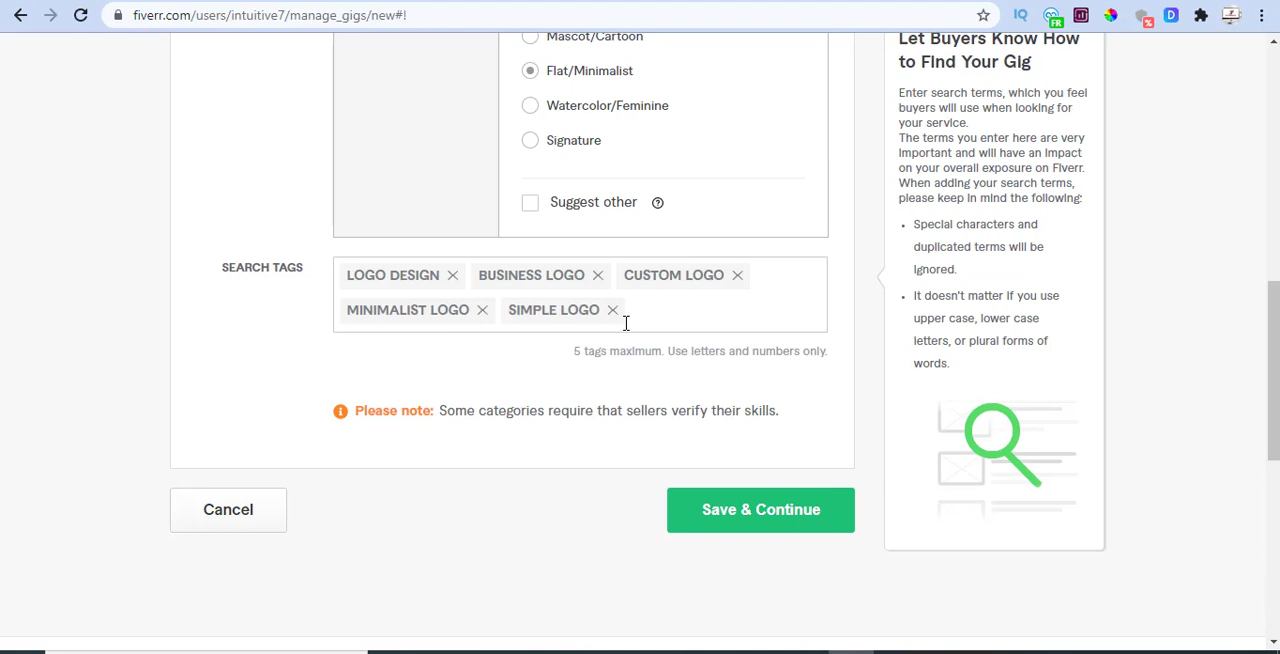 fiverr.com/users/intuitive7/manage_gigs/new#!
IQ
FR
D
Mascot/Cartoon
Flat/Minimalist
Watercolor/Feminine
Signature
Suggest other
SEARCH TAGS
LOGO DESIGN
BUSINESS LOGO
CUSTOM LOGO
MINIMALIST LOGO
SIMPLE LOGO
5 tags maximum. Use letters and numbers only.
Please note: Some categories require that sellers verify their skills.
Cancel
Save & Continue
Let Buyers Know How
to Find Your Gig
Enter search terms, which you feel
buyers will use when looking for
your service.
The terms you enter here are very
important and will have an impact
on your overall exposure on Fiverr.
When adding your search terms,
please keep in mind the following:
Special characters and
duplicated terms will be
ignored.
It doesn't matter if you use
upper case, lower case
letters, or plural forms of
words.